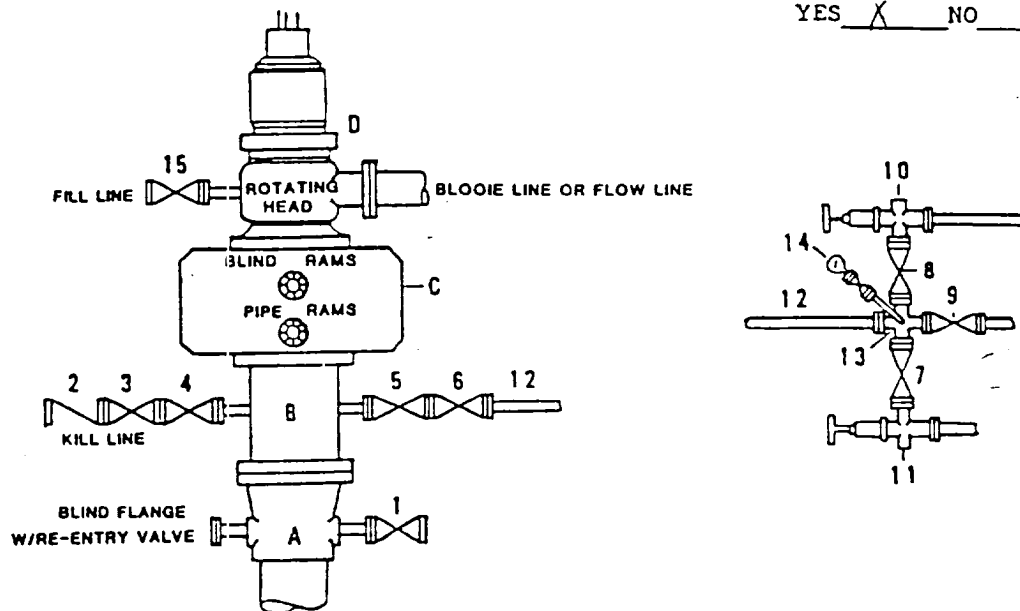 YES X NO
D
15
10
FILL LINE
ROTATING
HEAD
BLOOIE LINE OR FLOW LINE
BLIND RAMS
C
PIPE RAMS
14
8
12
9
13
2 3 4
5 6 12
7
B
KILL LINE
11
BLIND FLANGE
W/RE-ENTRY VALVE
A
1